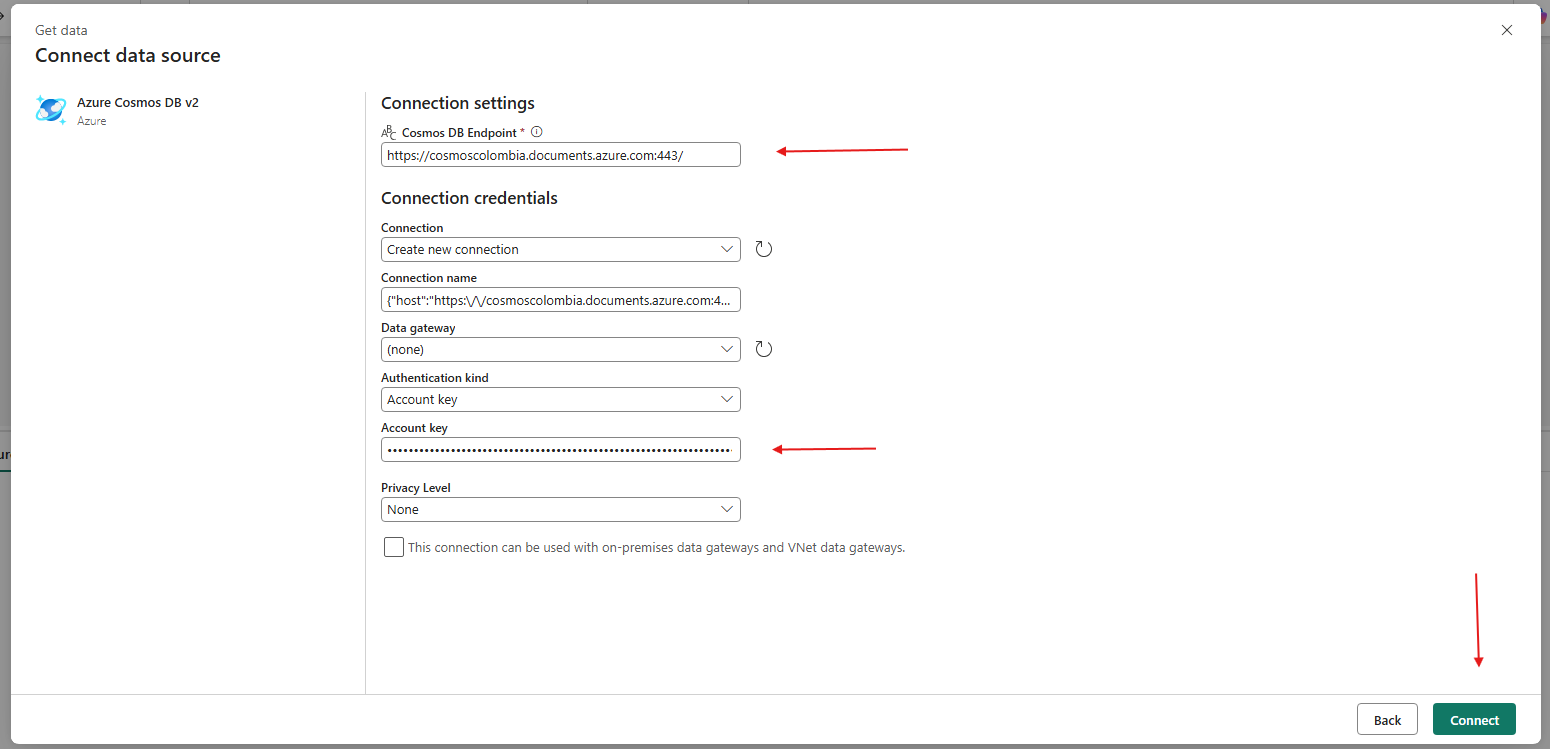 Get data
Connect data source
Azure Cosmos DB v2
Azure
Connection settings
ABC Cosmos DB Endpoint *
https://cosmoscolombia.documents.azure.com:443/
Connection credentials
Connection
Create new connection
Connection name
{"host":"https:\/\/cosmoscolombia.documents.azure.com:4...
Data gateway
(none)
Authentication kind
Account key
Account key
••••••••••••••••••••••••••••••••••••••••••••••••••••••••••••••••••
Privacy Level
None
This connection can be used with on-premises data gateways and VNet data gateways.
Back
Connect